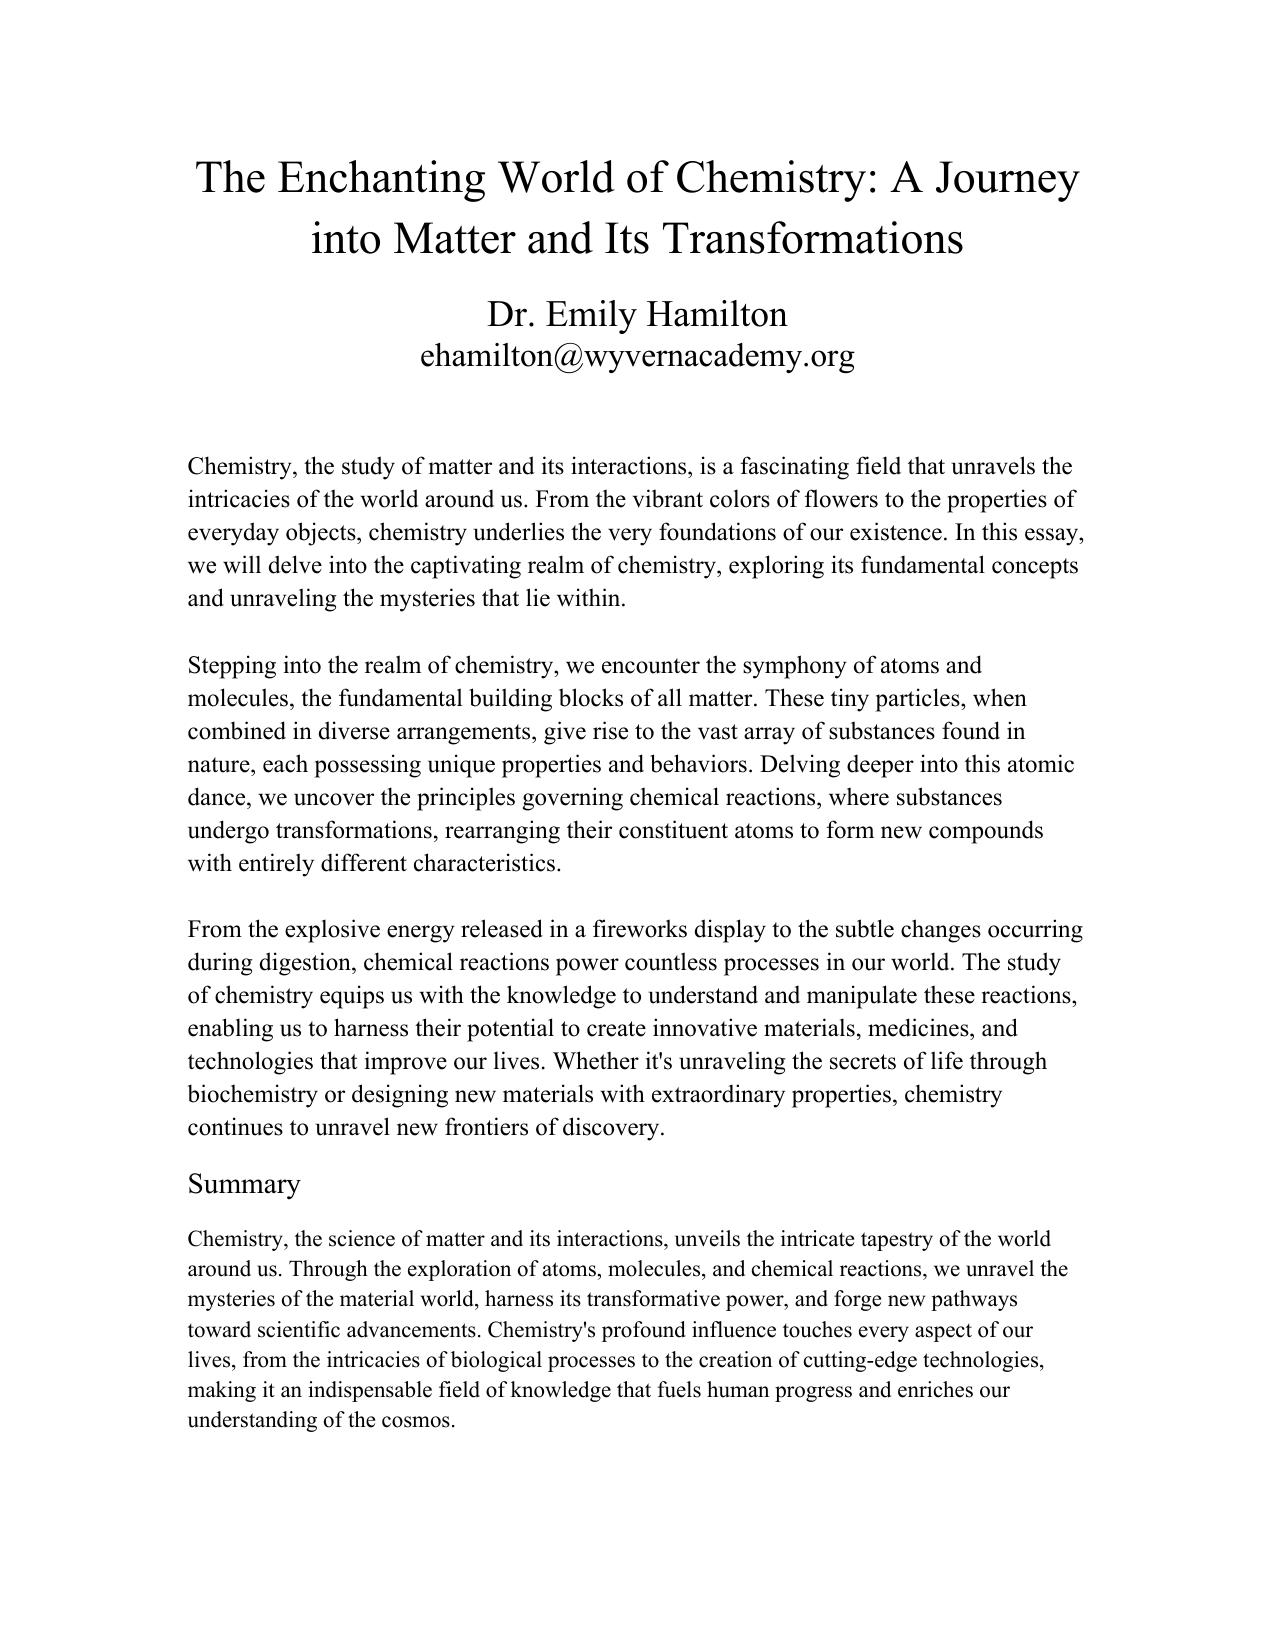 The Enchanting World of Chemistry: A Journey
into Matter and Its Transformations
Dr. Emily Hamilton
ehamilton@wyvernacademy.org
Chemistry, the study of matter and its interactions, is a fascinating field that unravels the
intricacies of the world around us. From the vibrant colors of flowers to the properties of
everyday objects, chemistry underlies the very foundations of our existence. In this essay,
we will delve into the captivating realm of chemistry, exploring its fundamental concepts
and unraveling the mysteries that lie within.
Stepping into the realm of chemistry, we encounter the symphony of atoms and
molecules, the fundamental building blocks of all matter. These tiny particles, when
combined in diverse arrangements, give rise to the vast array of substances found in
nature, each possessing unique properties and behaviors. Delving deeper into this atomic
dance, we uncover the principles governing chemical reactions, where substances
undergo transformations, rearranging their constituent atoms to form new compounds
with entirely different characteristics.
From the explosive energy released in a fireworks display to the subtle changes occurring
during digestion, chemical reactions power countless processes in our world. The study
of chemistry equips us with the knowledge to understand and manipulate these reactions,
enabling us to harness their potential to create innovative materials, medicines, and
technologies that improve our lives. Whether it's unraveling the secrets of life through
biochemistry or designing new materials with extraordinary properties, chemistry
continues to unravel new frontiers of discovery.
Summary
Chemistry, the science of matter and its interactions, unveils the intricate tapestry of the world
around us. Through the exploration of atoms, molecules, and chemical reactions, we unravel the
mysteries of the material world, harness its transformative power, and forge new pathways
toward scientific advancements. Chemistry's profound influence touches every aspect of our
lives, from the intricacies of biological processes to the creation of cutting-edge technologies,
making it an indispensable field of knowledge that fuels human progress and enriches our
understanding of the cosmos.